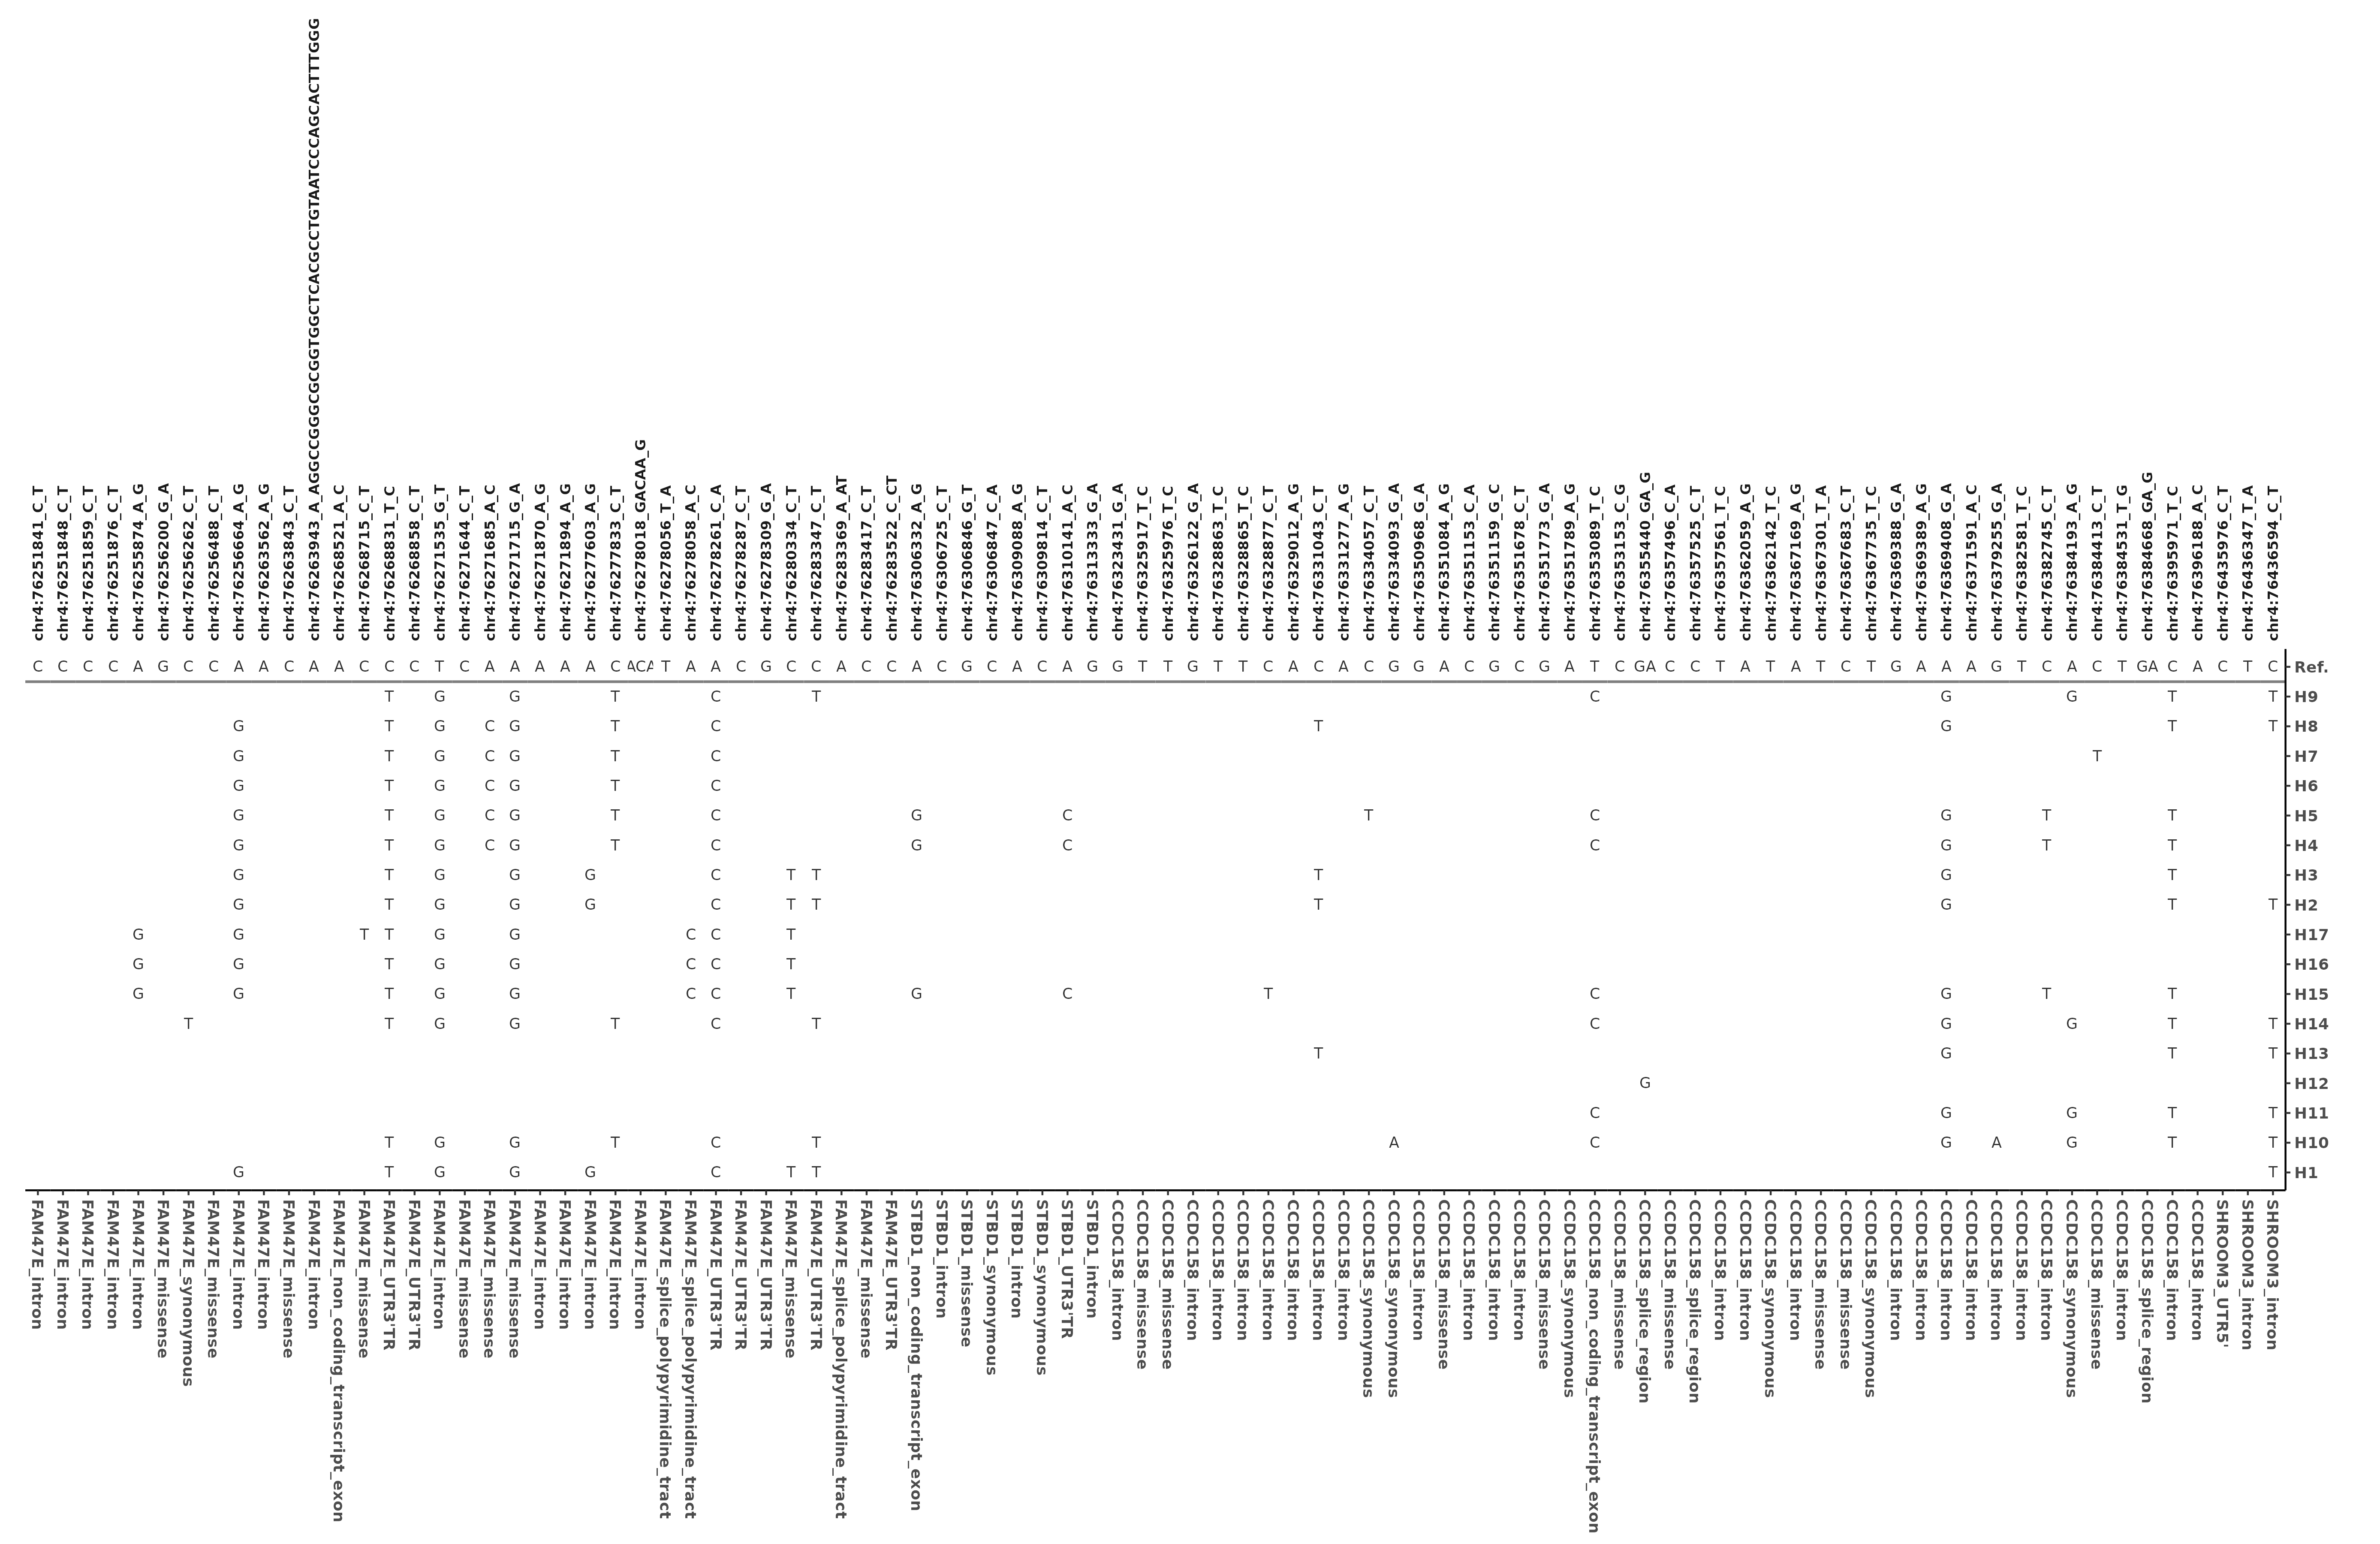 chr4:76251841_C_T
chr4:76251848_C_T
chr4:76251859_C_T
chr4:76251876_C_T
chr4:76255874_A_G
chr4:76256200_G_A
chr4:76256262_C_T
chr4:76256488_C_T
chr4:76256664_A_G
chr4:76263562_A_G
chr4:76263843_C_T
chr4:76263943_A_AGGCCGGGCGCGGTGGCTCACGCCTGTAATCCCAGCACTTTGGG
chr4:76268521_A_C
chr4:76268715_C_T
chr4:76268831_T_C
chr4:76268858_C_T
chr4:76271535_G_T
chr4:76271644_C_T
chr4:76271685_A_C
chr4:76271715_G_A
chr4:76271870_A_G
chr4:76271894_A_G
chr4:76277603_A_G
chr4:76277833_C_T
chr4:76278018_GACAA_G
chr4:76278056_T_A
chr4:76278058_A_C
chr4:76278261_C_A
chr4:76278287_C_T
chr4:76278309_G_A
chr4:76280334_C_T
chr4:76283347_C_T
chr4:76283369_A_AT
chr4:76283417_C_T
chr4:76283522_C_CT
chr4:76306332_A_G
chr4:76306725_C_T
chr4:76306846_G_T
chr4:76306847_C_A
chr4:76309088_A_G
chr4:76309814_C_T
chr4:76310141_A_C
chr4:76313333_G_A
chr4:76323431_G_A
chr4:76325917_T_C
chr4:76325976_T_C
chr4:76326122_G_A
chr4:76328863_T_C
chr4:76328865_T_C
chr4:76328877_C_T
chr4:76329012_A_G
chr4:76331043_C_T
chr4:76331277_A_G
chr4:76334057_C_T
chr4:76334093_G_A
chr4:76350968_G_A
chr4:76351084_A_G
chr4:76351153_C_A
chr4:76351159_G_C
chr4:76351678_C_T
chr4:76351773_G_A
chr4:76351789_A_G
chr4:76353089_T_C
chr4:76353153_C_G
chr4:76355440_GA_G
chr4:76357496_C_A
chr4:76357525_C_T
chr4:76357561_T_C
chr4:76362059_A_G
chr4:76362142_T_C
chr4:76367169_A_G
chr4:76367301_T_A
chr4:76367683_C_T
chr4:76367735_T_C
chr4:76369388_G_A
chr4:76369389_A_G
chr4:76369408_G_A
chr4:76371591_A_C
chr4:76379255_G_A
chr4:76382581_T_C
chr4:76382745_C_T
chr4:76384193_A_G
chr4:76384413_C_T
chr4:76384531_T_G
chr4:76384668_GA_G
chr4:76395971_T_C
chr4:76396188_A_C
chr4:76435976_C_T
chr4:76436347_T_A
chr4:76436594_C_T
C C C C A G C C A A C A A C C C T C A A A A A C ACA T A A C G C C A C C A C G C A C A G G T T G T T C A C A C G G A C G C G A T C GA C C T A T A T C T G A A A G T C A C T GA C A C T C Ref.
T G G T C T C G G T T H9
G T G C G T C T G T T H8
G T G C G T C T H7
G T G C G T C H6
G T G C G T C G C T C G T T H5
G T G C G T C G C C G T T H4
G T G G G C T T T G T H3
G T G G G C T T T G T T H2
G G T T G G C C T H17
G G T G G C C T H16
G G T G G C C T G C T C G T T H15
T T G G T C T C G G T T H14
T G T T H13
G H12
C G G T T H11
T G G T C T A C G A G T T H10
G T G G G C T T T H1
FAM47E_intron
FAM47E_intron
FAM47E_intron
FAM47E_intron
FAM47E_intron
FAM47E_missense
FAM47E_synonymous
FAM47E_missense
FAM47E_intron
FAM47E_intron
FAM47E_missense
FAM47E_intron
FAM47E_non_coding_transcript_exon
FAM47E_missense
FAM47E_UTR3'TR
FAM47E_UTR3'TR
FAM47E_intron
FAM47E_missense
FAM47E_missense
FAM47E_missense
FAM47E_intron
FAM47E_intron
FAM47E_intron
FAM47E_intron
FAM47E_intron
FAM47E_splice_polypyrimidine_tract
FAM47E_splice_polypyrimidine_tract
FAM47E_UTR3'TR
FAM47E_UTR3'TR
FAM47E_UTR3'TR
FAM47E_missense
FAM47E_UTR3'TR
FAM47E_splice_polypyrimidine_tract
FAM47E_missense
FAM47E_UTR3'TR
STBD1_non_coding_transcript_exon
STBD1_intron
STBD1_missense
STBD1_synonymous
STBD1_intron
STBD1_synonymous
STBD1_UTR3'TR
STBD1_intron
CCDC158_intron
CCDC158_missense
CCDC158_missense
CCDC158_intron
CCDC158_intron
CCDC158_intron
CCDC158_intron
CCDC158_intron
CCDC158_intron
CCDC158_intron
CCDC158_synonymous
CCDC158_synonymous
CCDC158_intron
CCDC158_missense
CCDC158_intron
CCDC158_intron
CCDC158_intron
CCDC158_missense
CCDC158_synonymous
CCDC158_non_coding_transcript_exon
CCDC158_missense
CCDC158_splice_region
CCDC158_missense
CCDC158_splice_region
CCDC158_intron
CCDC158_intron
CCDC158_synonymous
CCDC158_intron
CCDC158_missense
CCDC158_missense
CCDC158_synonymous
CCDC158_intron
CCDC158_intron
CCDC158_intron
CCDC158_intron
CCDC158_intron
CCDC158_intron
CCDC158_intron
CCDC158_synonymous
CCDC158_missense
CCDC158_intron
CCDC158_splice_region
CCDC158_intron
CCDC158_intron
SHROOM3_UTR5'
SHROOM3_intron
SHROOM3_intron